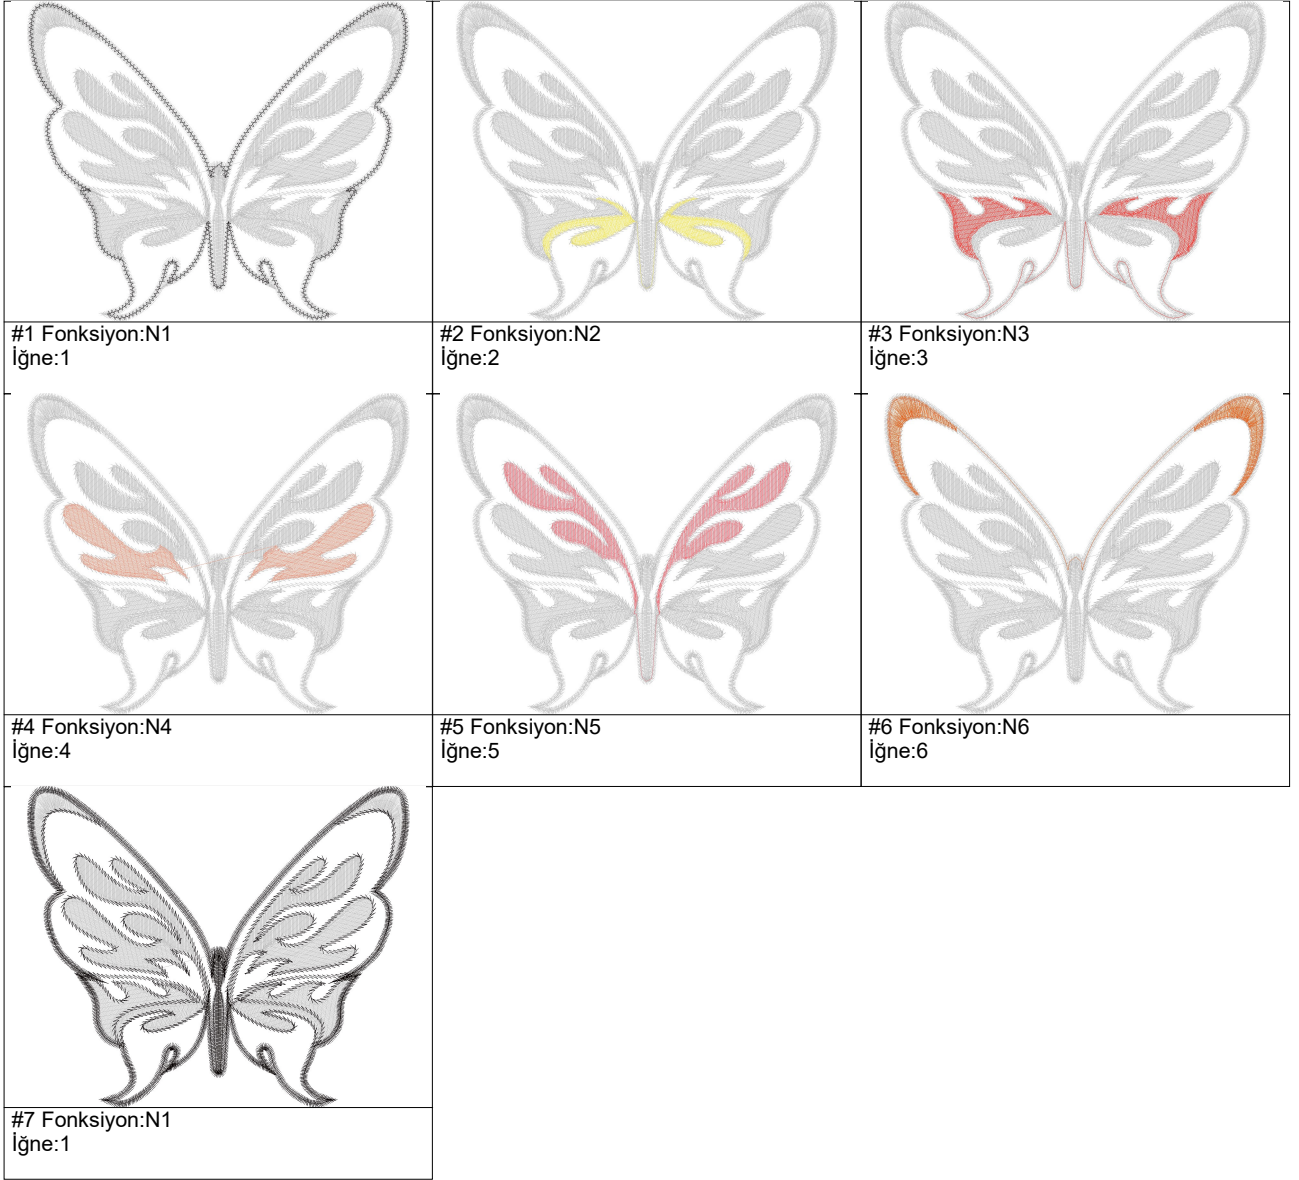 #1 Fonksiyon:N1
İğne:1
#2 Fonksiyon:N2
İğne:2
#3 Fonksiyon:N3
İğne:3
#4 Fonksiyon:N4
İğne:4
#5 Fonksiyon:N5
İğne:5
#6 Fonksiyon:N6
İğne:6
#7 Fonksiyon:N1
İğne:1